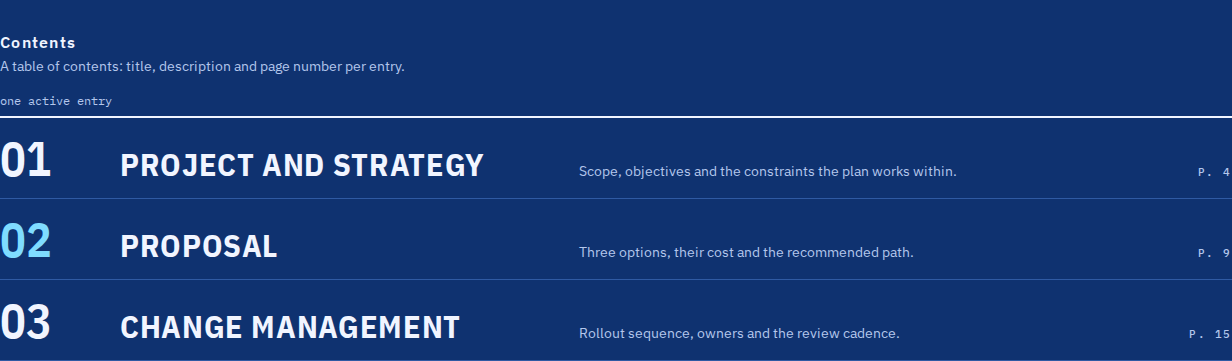 Contents
A table of contents: title, description and page number per entry.
one active entry
01 PROJECT AND STRATEGY Scope, objectives and the constraints the plan works within. P. 4
02 PROPOSAL Three options, their cost and the recommended path. P. 9
03 CHANGE MANAGEMENT Rollout sequence, owners and the review cadence. P. 15